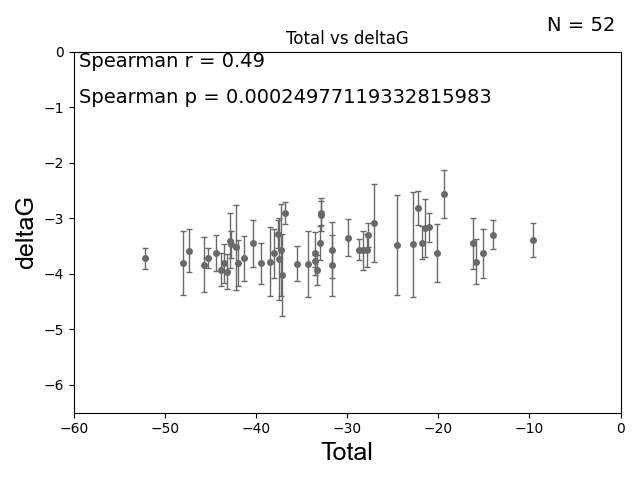 N = 52
Total vs deltaG
Spearman r = 0.49
Spearman p = 0.00024977119332815983
deltaG
0
−1
−2
−3
−4
−5
−6
−60
−50
−40
−30
−20
−10
0
Total